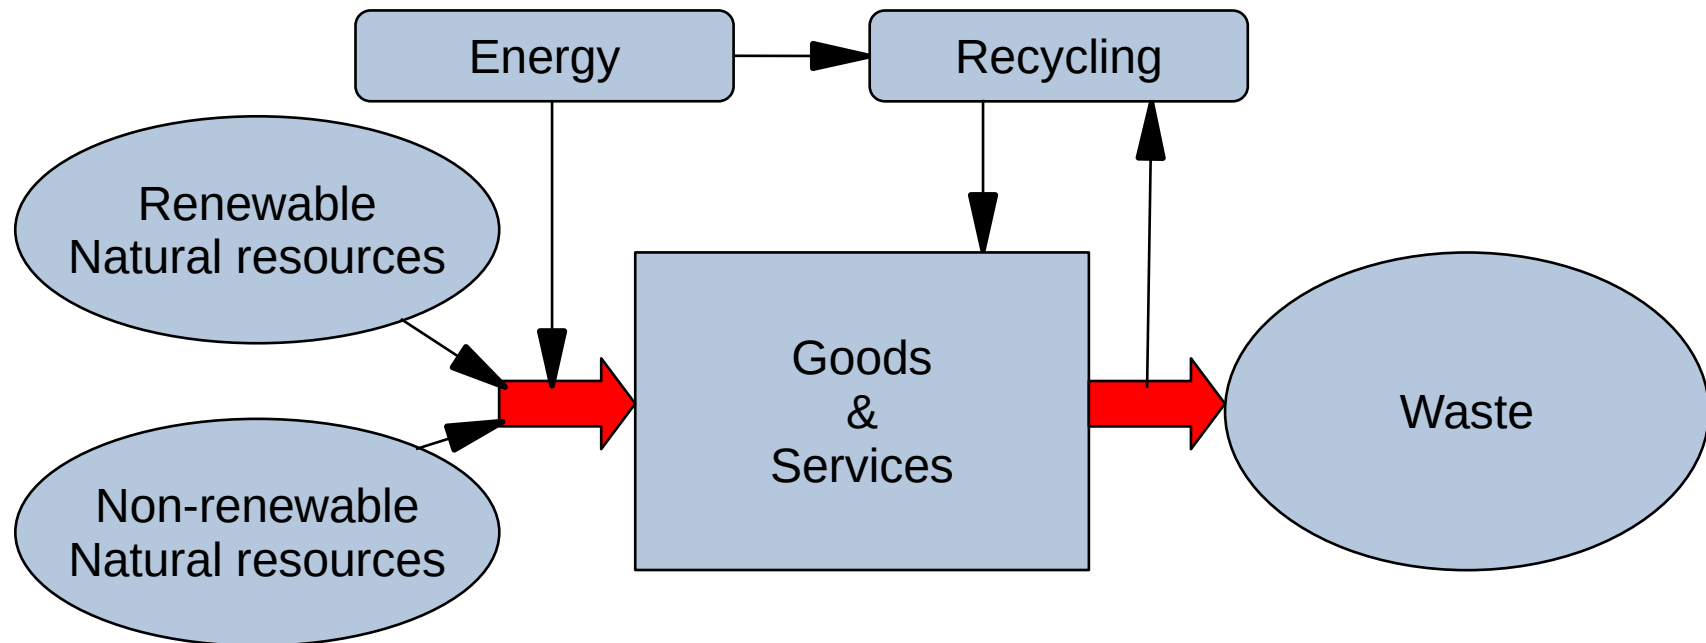 Energy
Recycling
Renewable
Natural resources
Goods
&
Services
Waste
Non-renewable
Natural resources